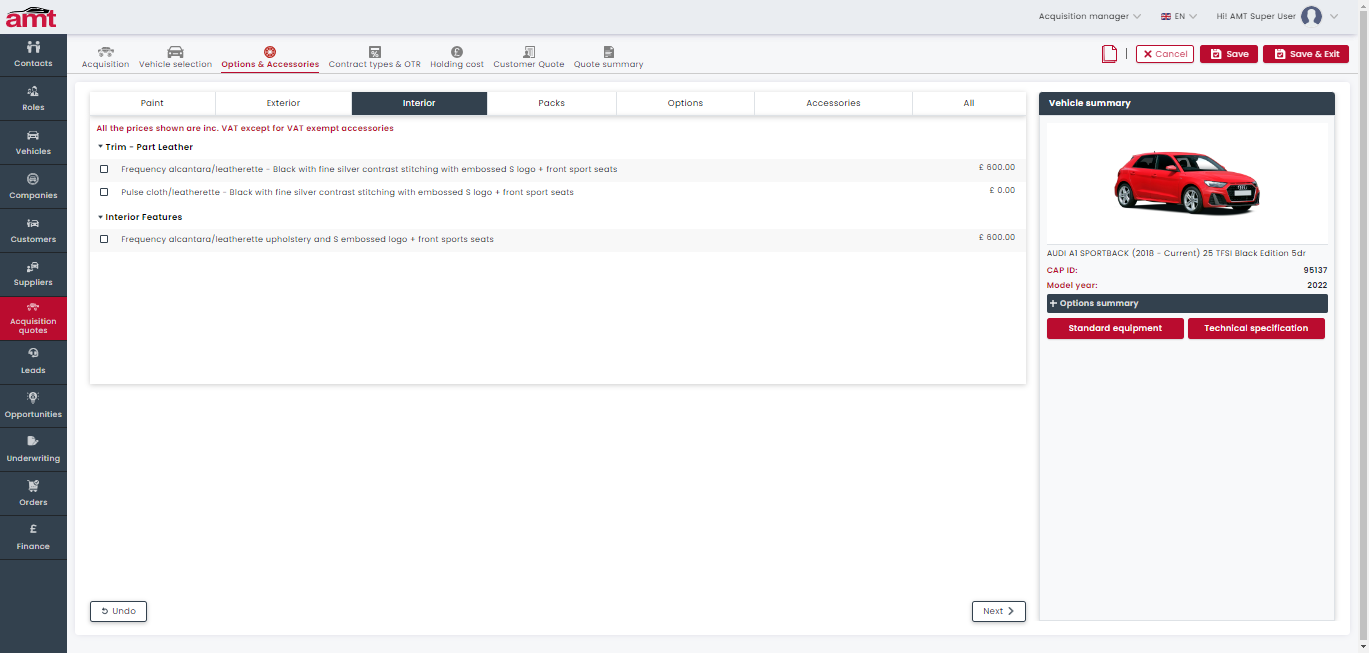 amt
Acquisition manager
EN
Hi! AMT Super User
Contacts
Roles
Vehicles
Companies
Customers
Suppliers
Acquisition
quotes
Leads
Opportunities
Underwriting
Orders
£
Finance
Acquisition
Vehicle selection
Options & Accessories
Contract types & OTR
Holding cost
Customer Quote
Quote summary
Cancel
Save
Save & Exit
Paint
Exterior
Interior
Packs
Options
Accessories
All
All the prices shown are inc. VAT except for VAT exempt accessories
Trim - Part Leather
Frequency alcantara/leatherette - Black with fine silver contrast stitching with embossed S logo + front sport seats £ 600.00
Pulse cloth/leatherette - Black with fine silver contrast stitching with embossed S logo + front sport seats £ 0.00
Interior Features
Frequency alcantara/leatherette upholstery and S embossed logo + front sports seats £ 600.00
Undo
Next
Vehicle summary
AUDI A1 SPORTBACK (2018 - Current) 25 TFSI Black Edition 5dr
CAP ID: 95137
Model year: 2022
+ Options summary
Standard equipment
Technical specification